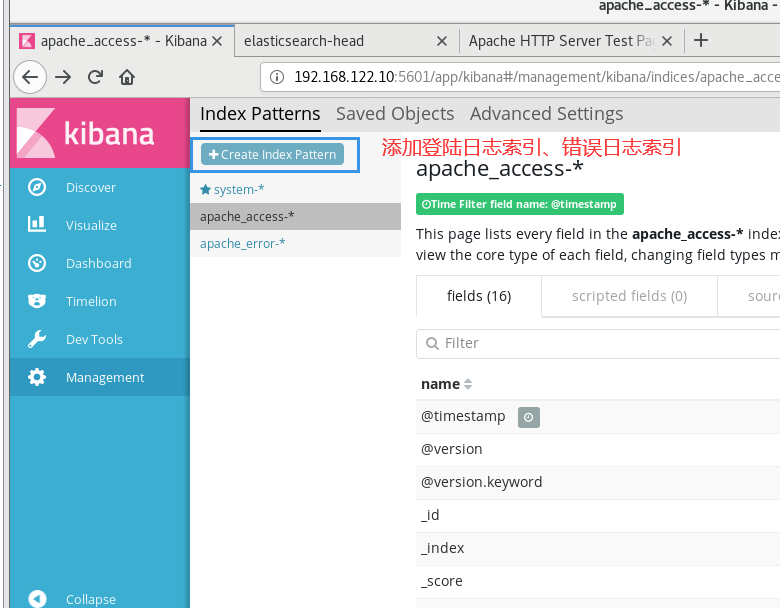 apache_access-* - Kibana -
apache_access-* - Kibana
elasticsearch-head
Apache HTTP Server Test Pac
192.168.122.10:5601/app/kibana#/management/kibana/indices/apache_acce
kibana
Index Patterns Saved Objects Advanced Settings
Create Index Pattern
添加登陆日志索引、错误日志索引
system-*
apache_access-*
apache_error-*
Discover
Visualize
Dashboard
Timelion
Dev Tools
Management
Collapse
apache_access-*
Time Filter field name: @timestamp
This page lists every field in the apache_access-* inde
view the core type of each field, changing field types m
fields (16)
scripted fields (0)
sour
Filter
name
@timestamp
@version
@version.keyword
_id
_index
_score